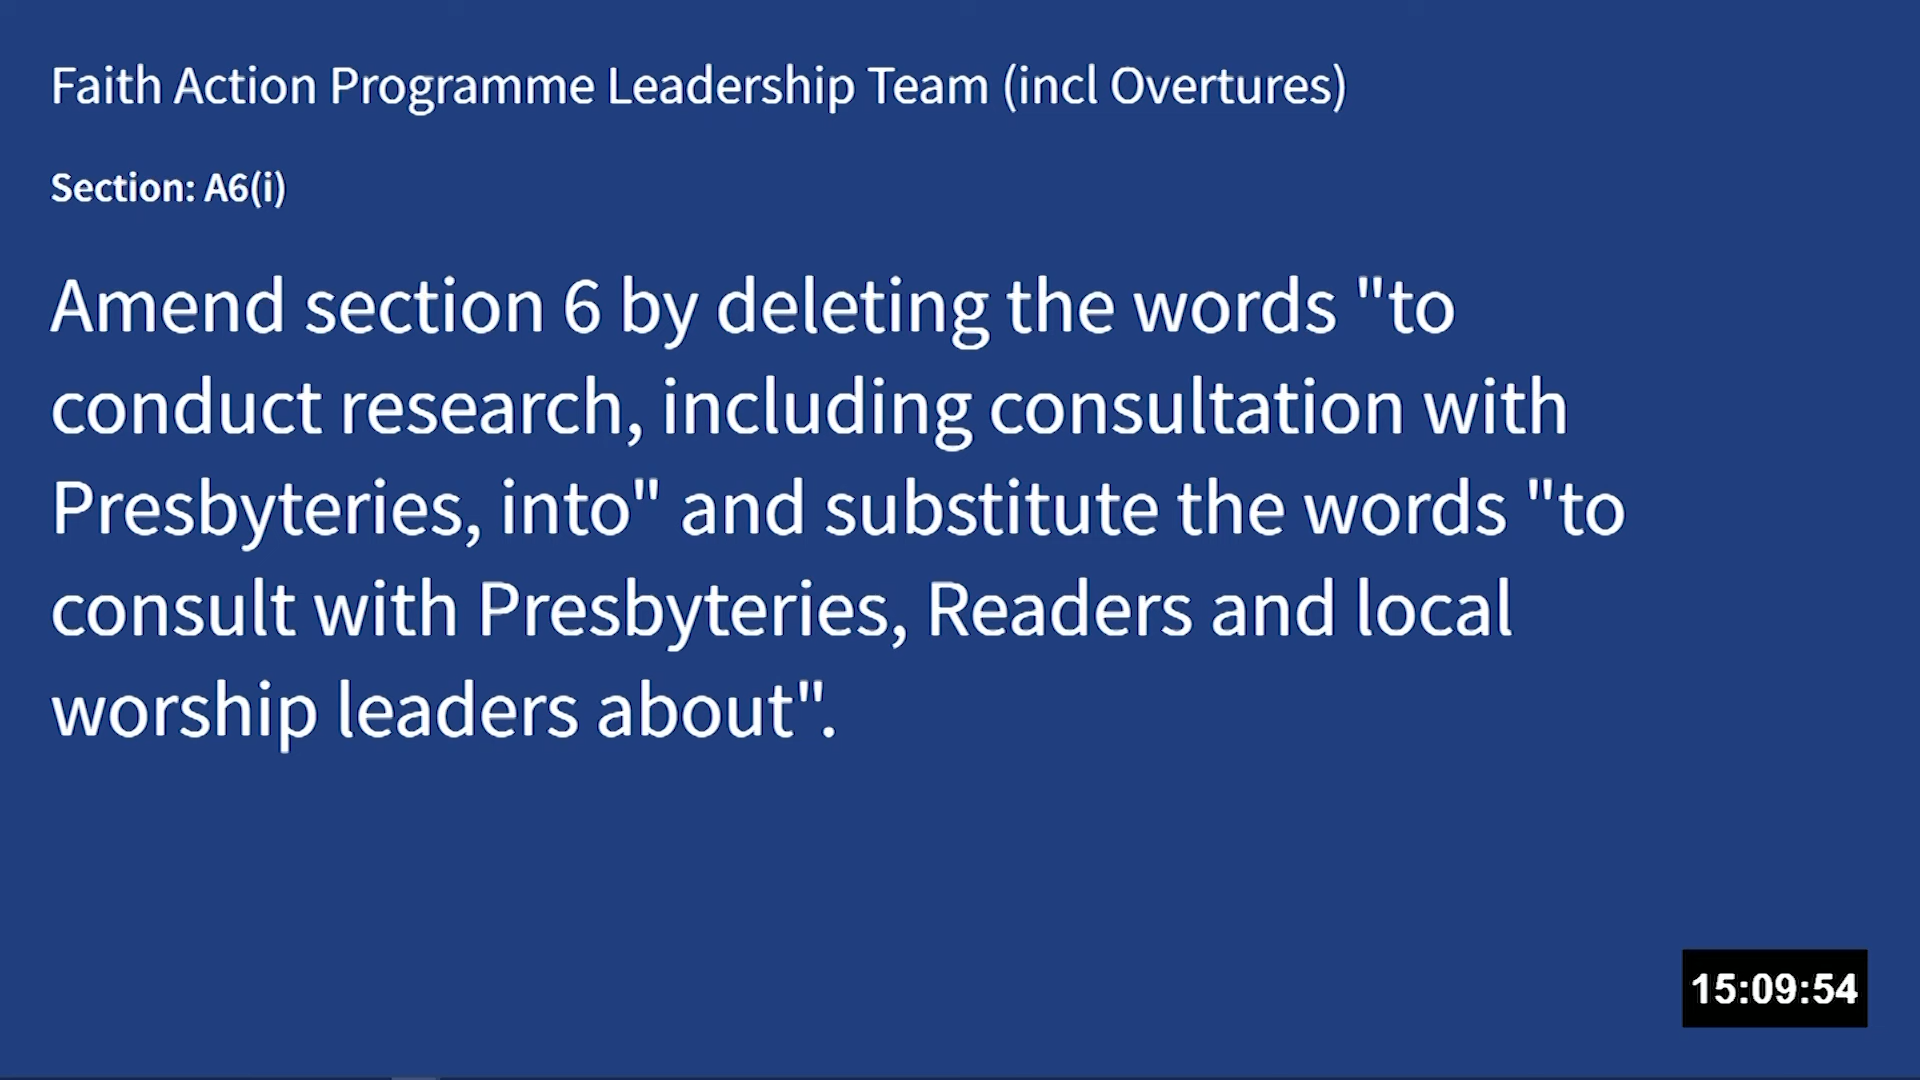 Faith Action Programme Leadership Team (incl Overtures)
Section: A6(i)
Amend section 6 by deleting the words "to
conduct research, including consultation with
Presbyteries, into" and substitute the words "to
consult with Presbyteries, Readers and local
worship leaders about".
15:09:54